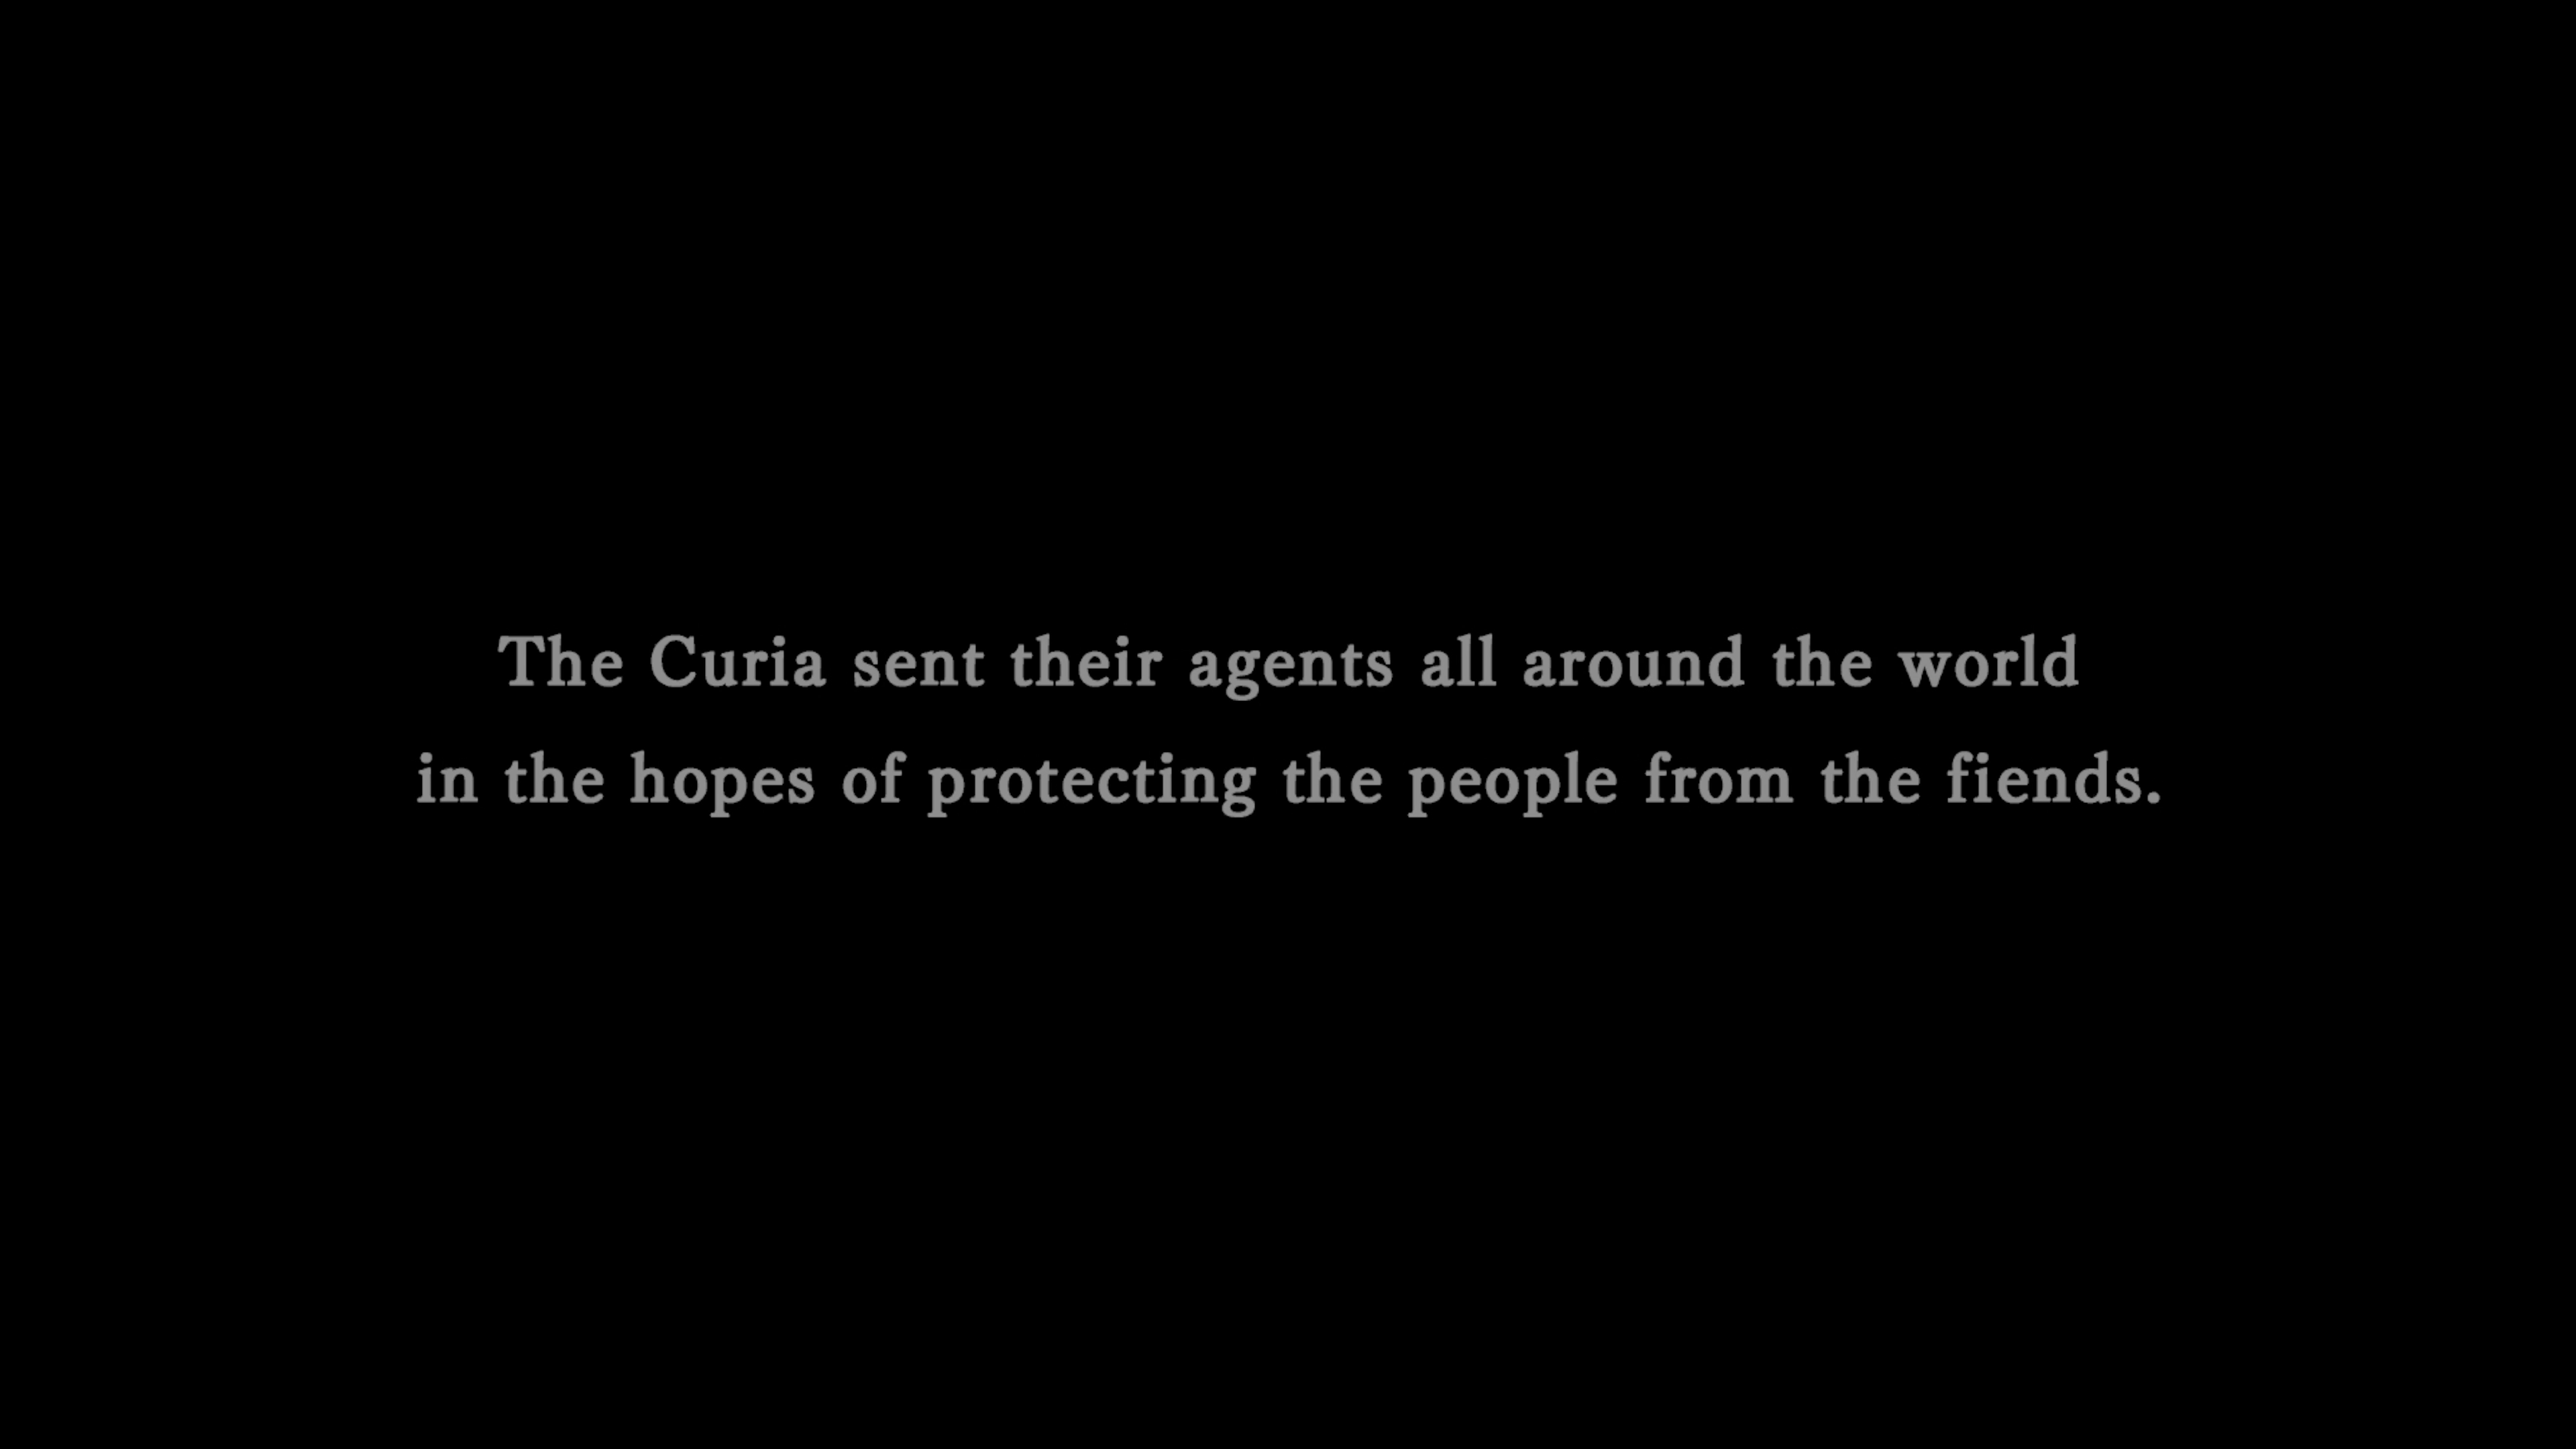 The Curia sent their agents all around the world
in the hopes of protecting the people from the fiends.